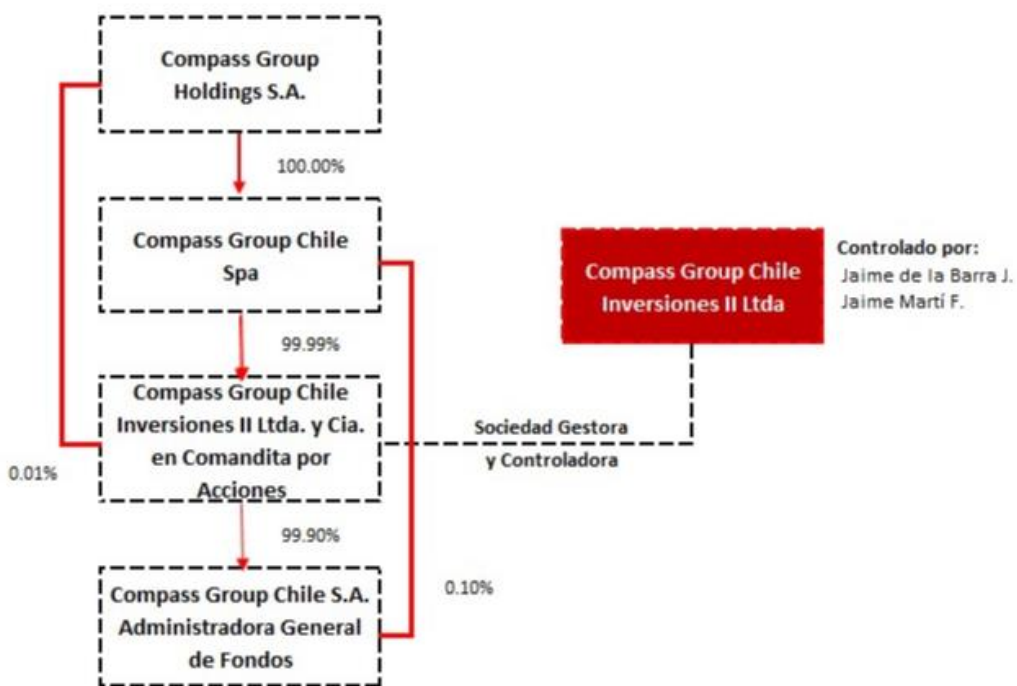 Compass Group
Holdings S.A.
100.00%
Compass Group Chile
Spa
Compass Group Chile
Inversiones II Ltda
Controlado por:
Jaime de la Barra J.
Jaime Martí F.
99.99%
Compass Group Chile
Inversiones II Ltda. y Cia.
en Comandita por
Acciones
Sociedad Gestora
y Controladora
0.01%
99.90%
0.10%
Compass Group Chile S.A.
Administradora General
de Fondos